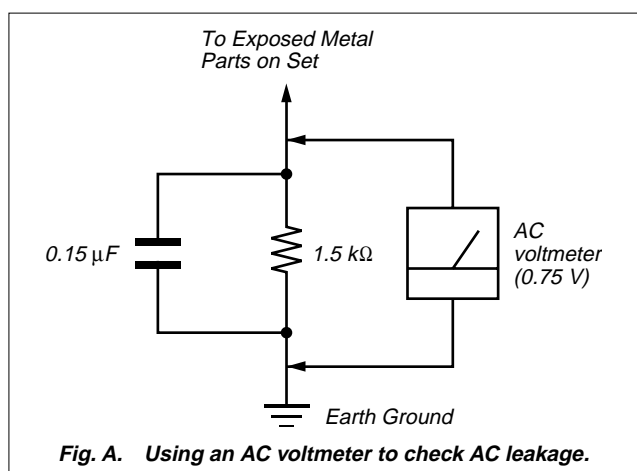 To Exposed Metal
Parts on Set
0.15 µF
1.5 kΩ
AC
voltmeter
(0.75 V)
Earth Ground
Fig. A. Using an AC voltmeter to check AC leakage.